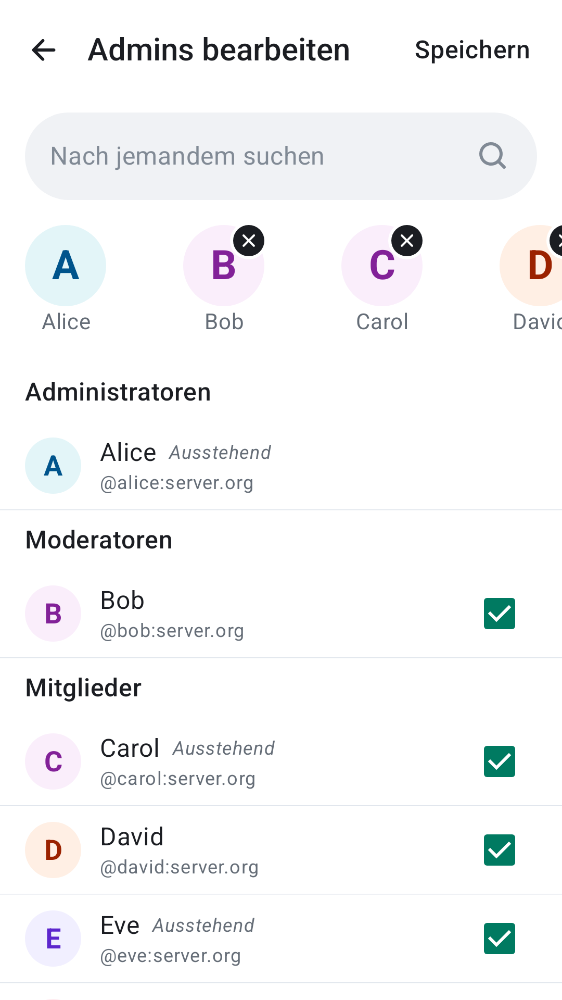 Admins bearbeiten
Speichern
Nach jemandem suchen
A
B
C
D
Alice
Bob
Carol
Administratoren
A
Alice Ausstehend
@alice:server.org
Moderatoren
B
Bob
@bob:server.org
Mitglieder
C
Carol Ausstehend
@carol:server.org
D
David
@david:server.org
E
Eve Ausstehend
@eve:server.org